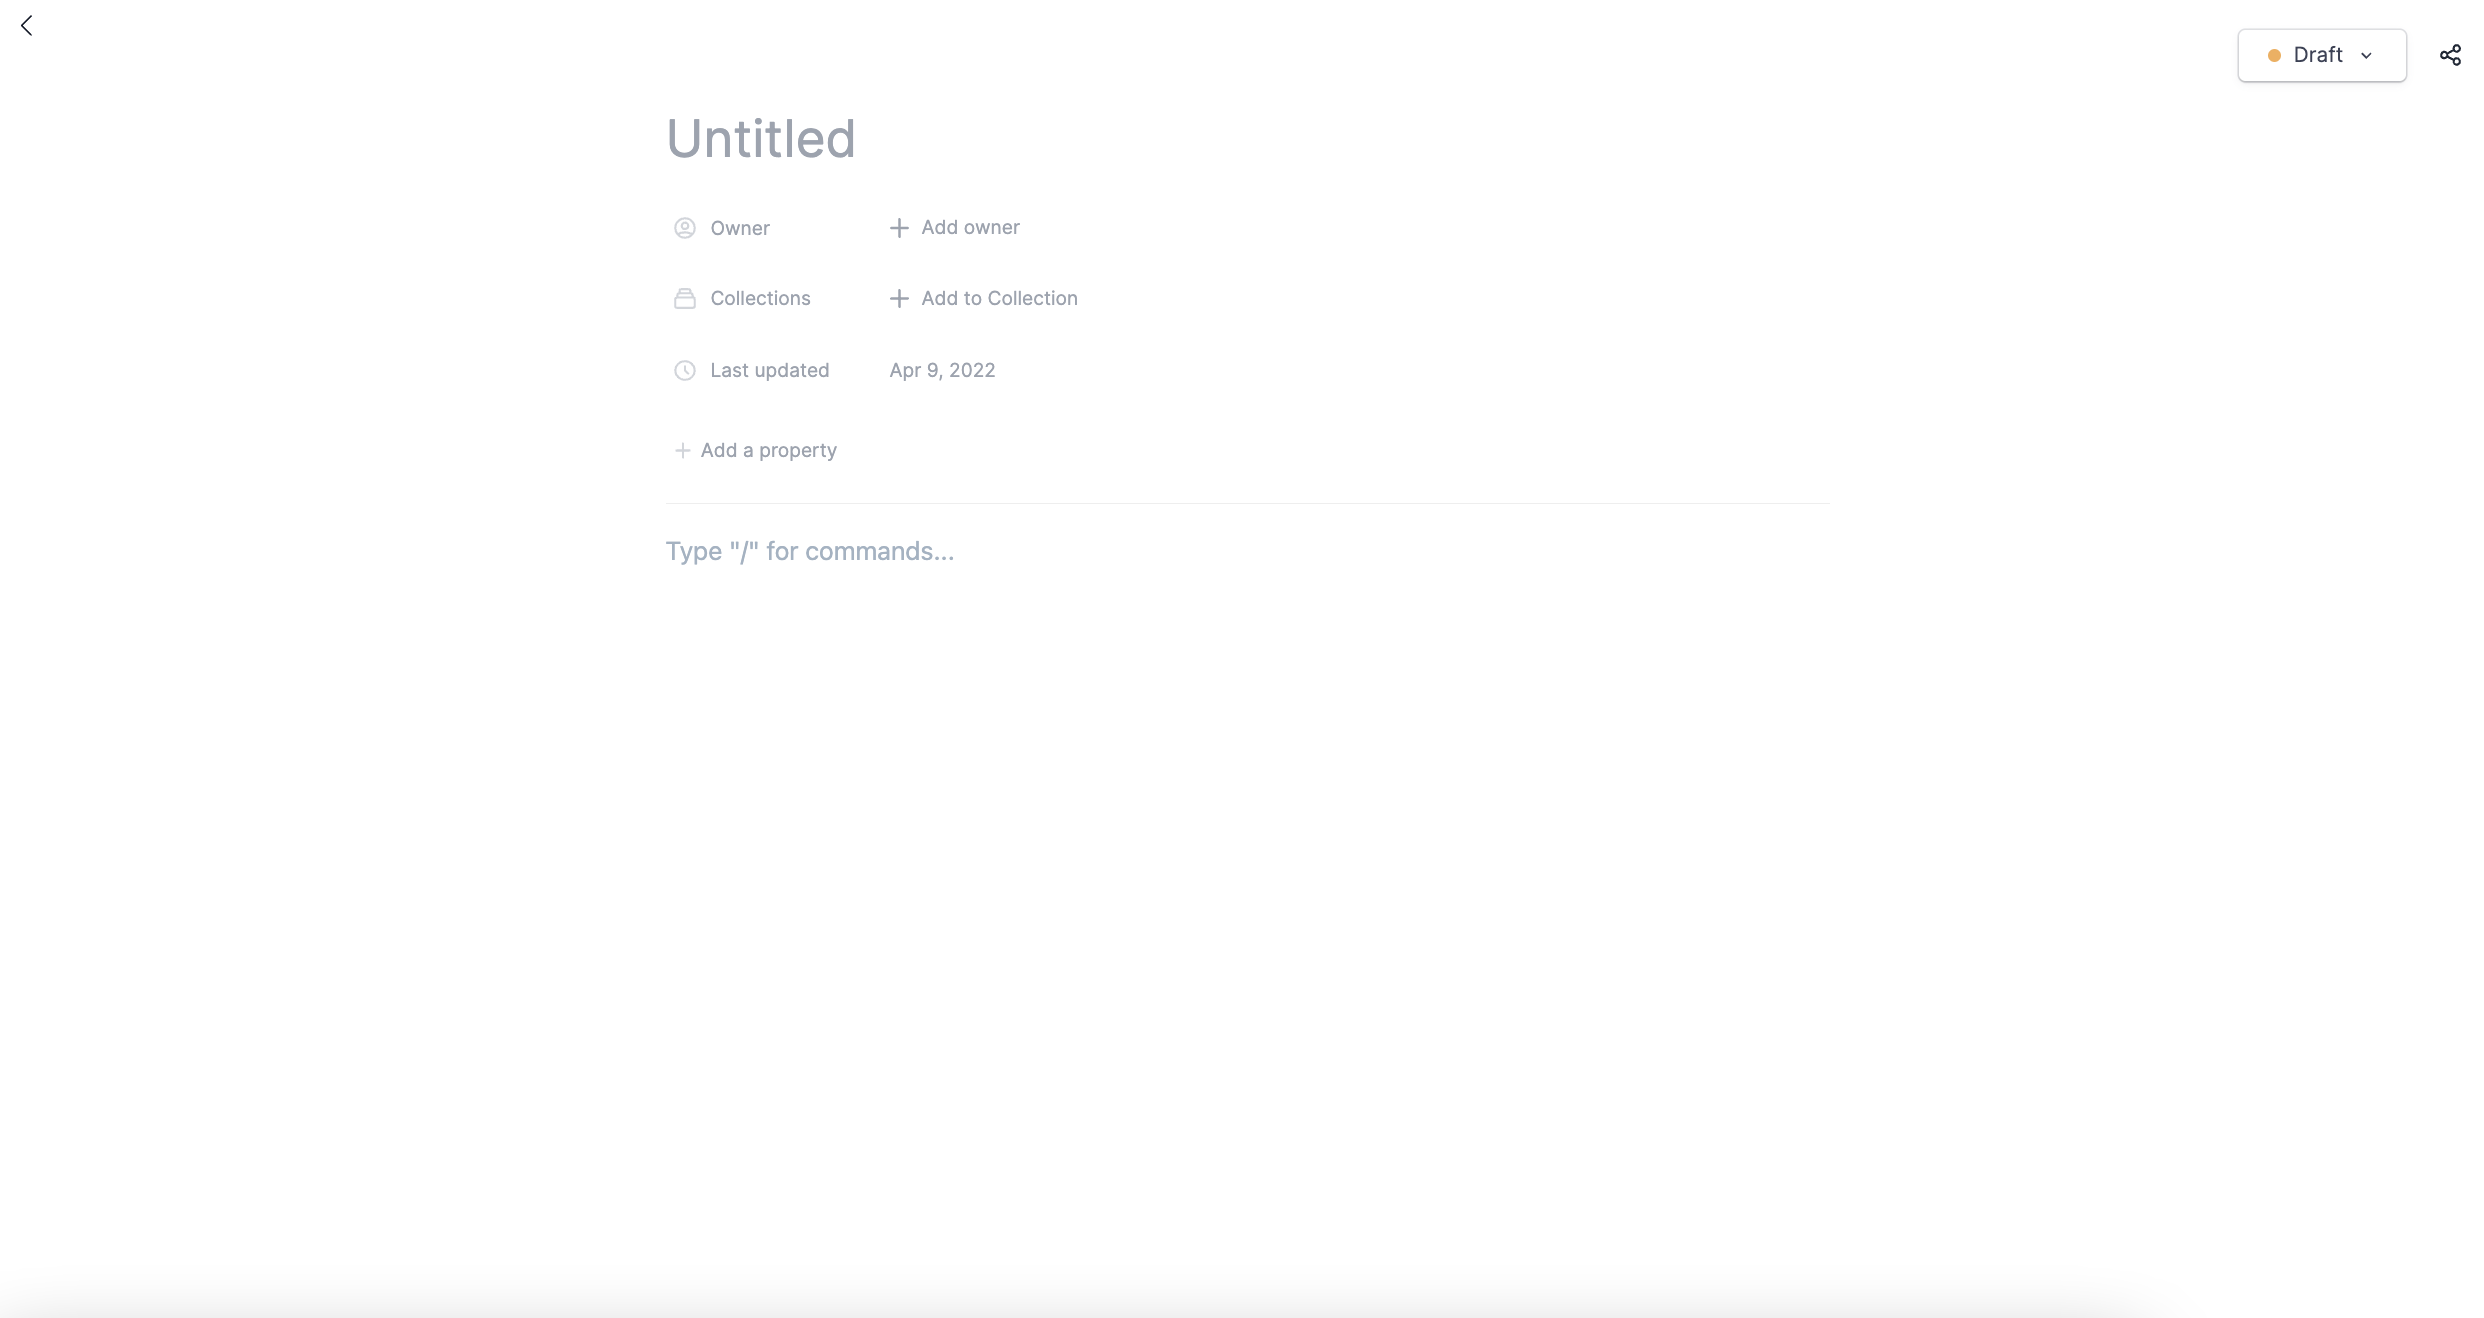 Draft
Untitled
Owner Add owner
Collections Add to Collection
Last updated Apr 9, 2022
Add a property
Type "/" for commands...